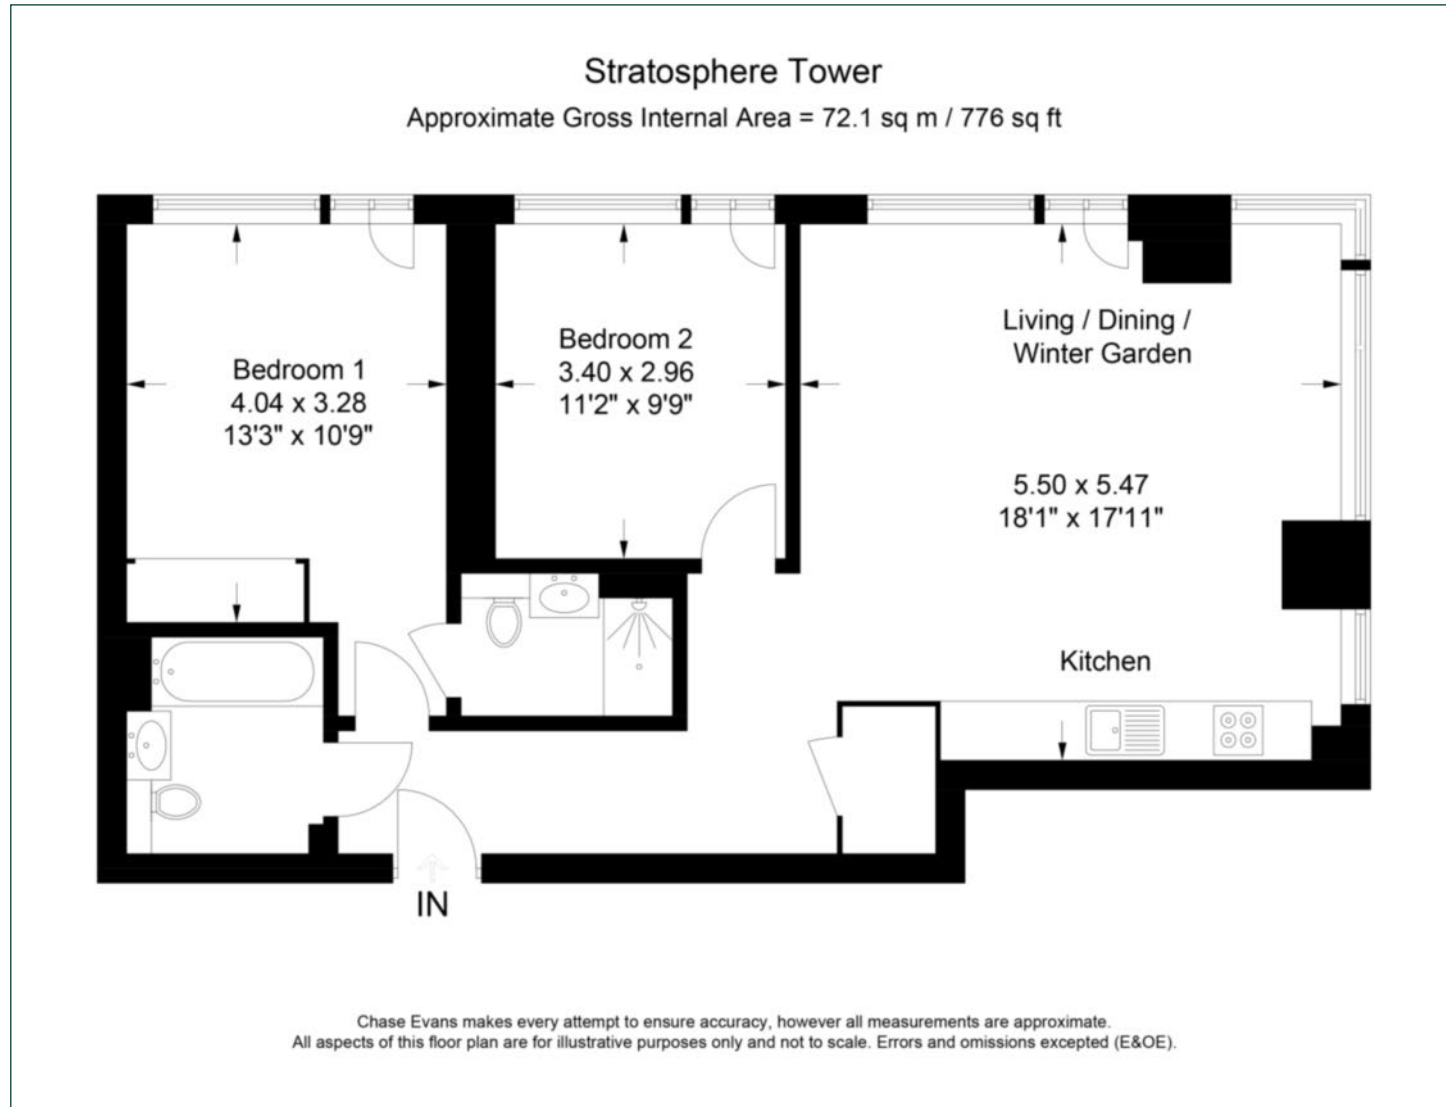 Stratosphere Tower
Approximate Gross Internal Area = 72.1 sq m / 776 sq ft
Bedroom 1
4.04 x 3.28
13'3" x 10'9"
Bedroom 2
3.40 x 2.96
11'2" x 9'9"
Living / Dining /
Winter Garden
5.50 x 5.47
18'1" x 17'11"
Kitchen
IN
Chase Evans makes every attempt to ensure accuracy, however all measurements are approximate.
All aspects of this floor plan are for illustrative purposes only and not to scale. Errors and omissions excepted (E&OE).